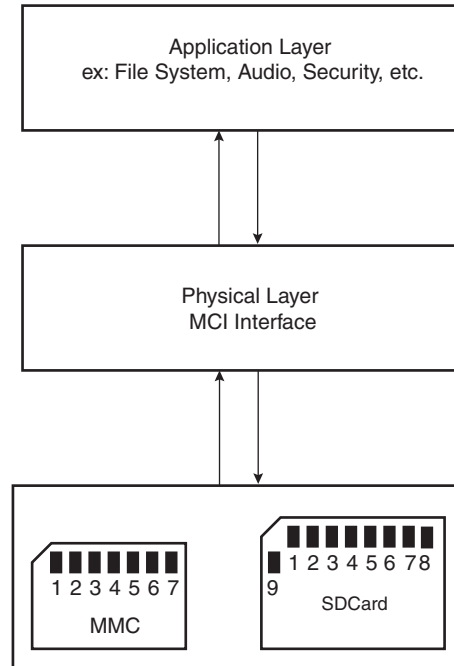 Application Layer
ex: File System, Audio, Security, etc.
Physical Layer
MCI Interface
1 2 3 4 5 6 7
MMC
1 2 3 4 5 6 7 8
9
SDCard